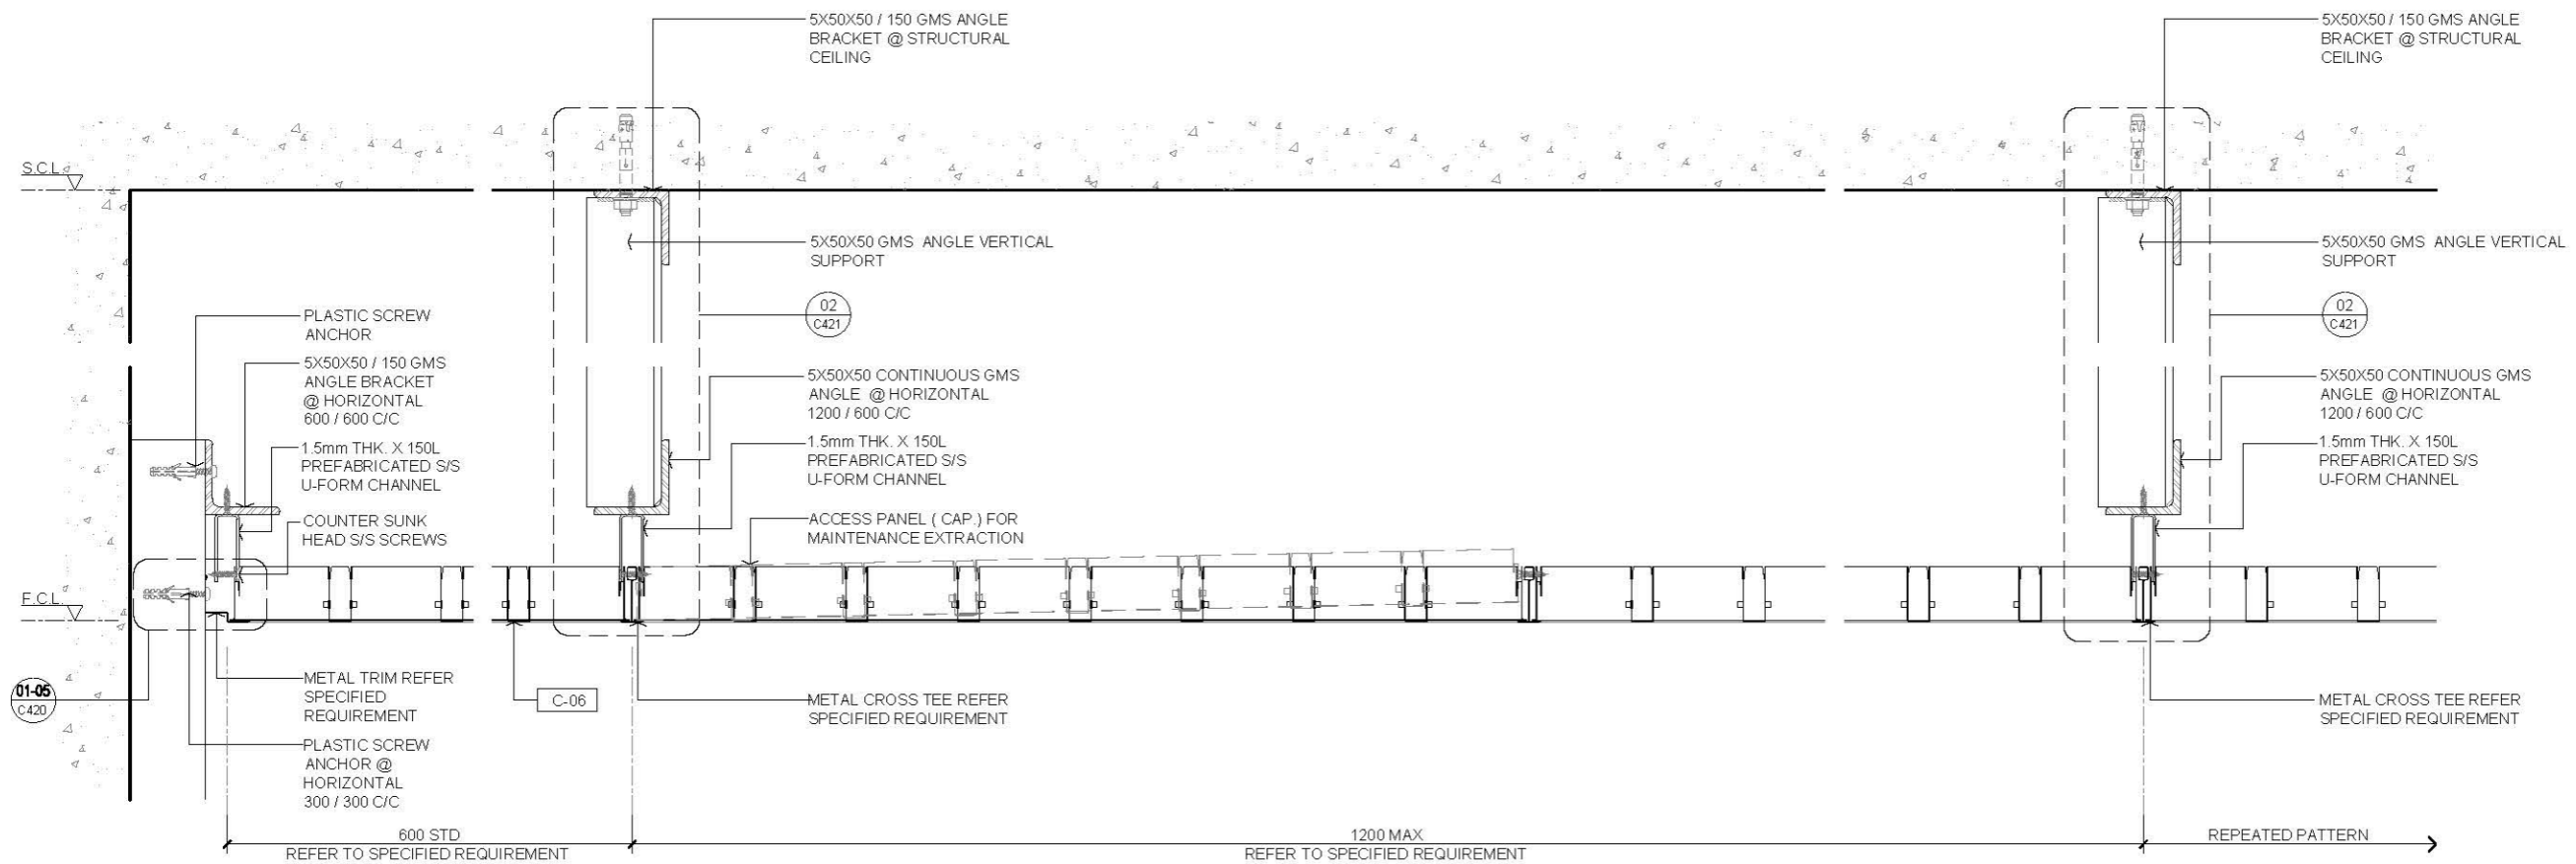 5X50X50 / 150 GMS ANGLE
BRACKET @ STRUCTURAL
CEILING
5X50X50 / 150 GMS ANGLE
BRACKET @ STRUCTURAL
CEILING
S.C.L.
5X50X50 GMS ANGLE VERTICAL
SUPPORT
5X50X50 GMS ANGLE VERTICAL
SUPPORT
02
C421
02
C421
PLASTIC SCREW
ANCHOR
5X50X50 / 150 GMS
ANGLE BRACKET
@ HORIZONTAL
600 / 600 C/C
5X50X50 CONTINUOUS GMS
ANGLE @ HORIZONTAL
1200 / 600 C/C
5X50X50 CONTINUOUS GMS
ANGLE @ HORIZONTAL
1200 / 600 C/C
1.5mm THK. X 150L
PREFABRICATED S/S
U-FORM CHANNEL
1.5mm THK. X 150L
PREFABRICATED S/S
U-FORM CHANNEL
1.5mm THK. X 150L
PREFABRICATED S/S
U-FORM CHANNEL
COUNTER SUNK
HEAD S/S SCREWS
ACCESS PANEL ( CAP.) FOR
MAINTENANCE EXTRACTION
F.C.L.
01-05
C420
METAL TRIM REFER
SPECIFIED
REQUIREMENT
C-06
METAL CROSS TEE REFER
SPECIFIED REQUIREMENT
METAL CROSS TEE REFER
SPECIFIED REQUIREMENT
PLASTIC SCREW
ANCHOR @
HORIZONTAL
300 / 300 C/C
600 STD
REFER TO SPECIFIED REQUIREMENT
1200 MAX
REFER TO SPECIFIED REQUIREMENT
REPEATED PATTERN